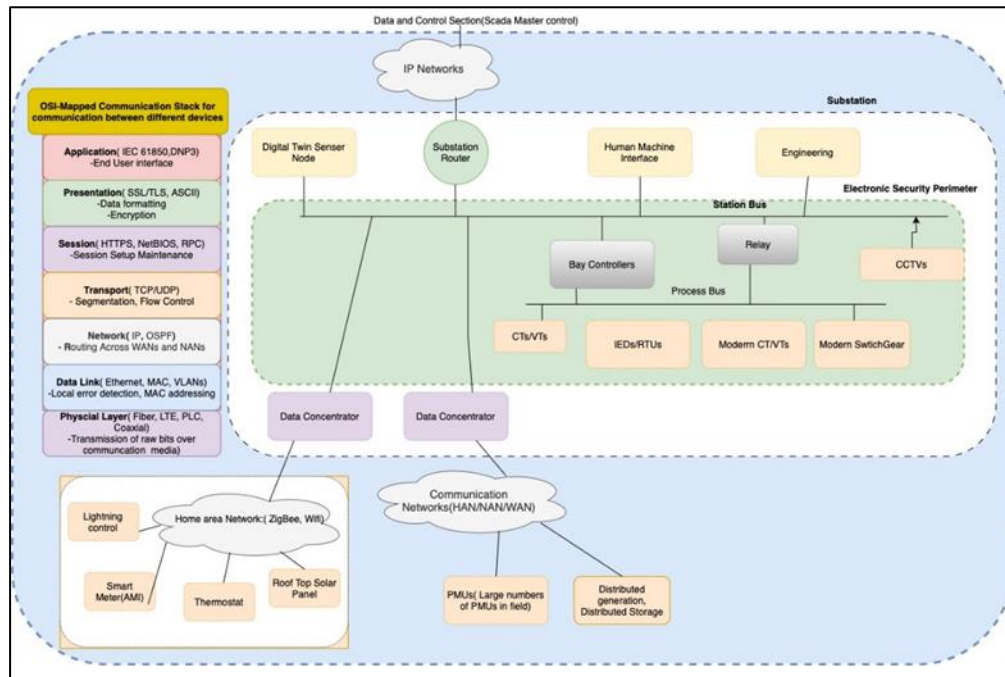 Data and Control Section(Scada Master control)
IP Networks
OSI-Mapped Communication Stack for
communication between different devices
Application( IEC 61850,DNP3)
-End User interface
Presentation( SSL/TLS, ASCII)
-Data formatting
-Encryption
Session( HTTPS, NetBIOS, RPC)
-Session Setup Maintenance
Transport( TCP/UDP)
- Segmentation, Flow Control
Network( IP, OSPF)
- Routing Across WANs and NANs
Data Link( Ethernet, MAC, VLANs)
-Local error detection, MAC addressing
Physcial Layer( Fiber, LTE, PLC,
Coaxial)
-Transmission of raw bits over
communcation media)
Substation
Digital Twin Senser
Node
Substation
Router
Human Machine
Interface
Engineering
Electronic Security Perimeter
Station Bus
Bay Controllers
Relay
CCTVs
Process Bus
CTs/VTs
IEDs/RTUs
Modern CT/VTs
Modern SwtichGear
Data Concentrator
Data Concentrator
Communication
Networks(HAN/NAN/WAN)
Home area Network:( ZigBee, Wifi)
Lightning
control
Smart
Meter(AMI)
Thermostat
Roof Top Solar
Panel
PMUs( Large numbers
of PMUs in field)
Distributed
generation,
Distributed Storage